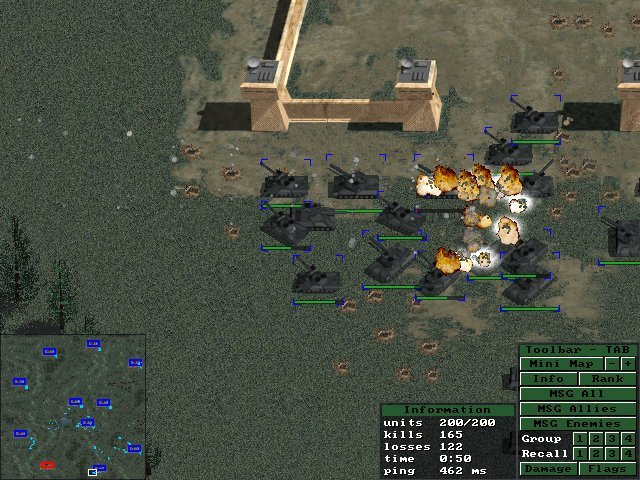 Toolbar - TAB
Mini Map - +
Info Rank
MSG All
MSG Allies
MSG Enemies
Group 1 2 3 4
Recall 1 2 3 4
Damage Flags
Information
units 200/200
kills 165
losses 122
time 0:50
ping 462 ms